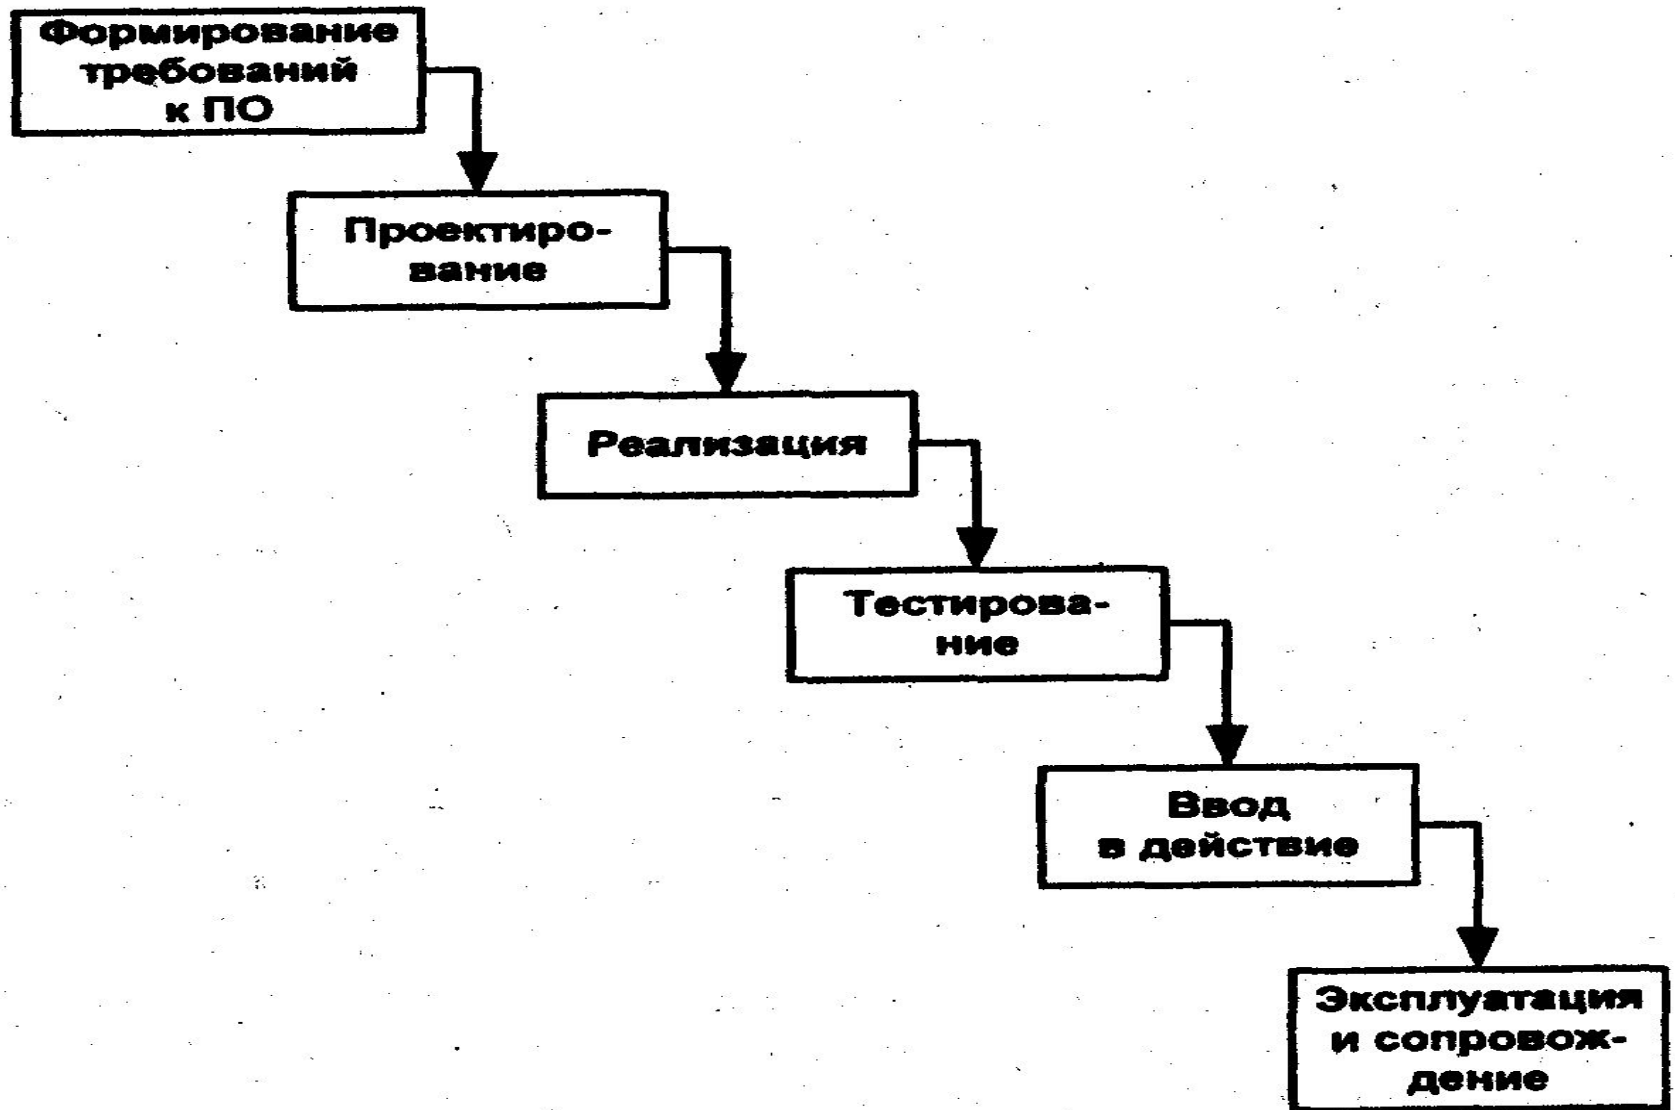 Формирование
требований
к ПО
Проектиро-
вание
Реализация
Тестирова-
ние
Ввод
в действие
Эксплуатация
и сопровож-
дение